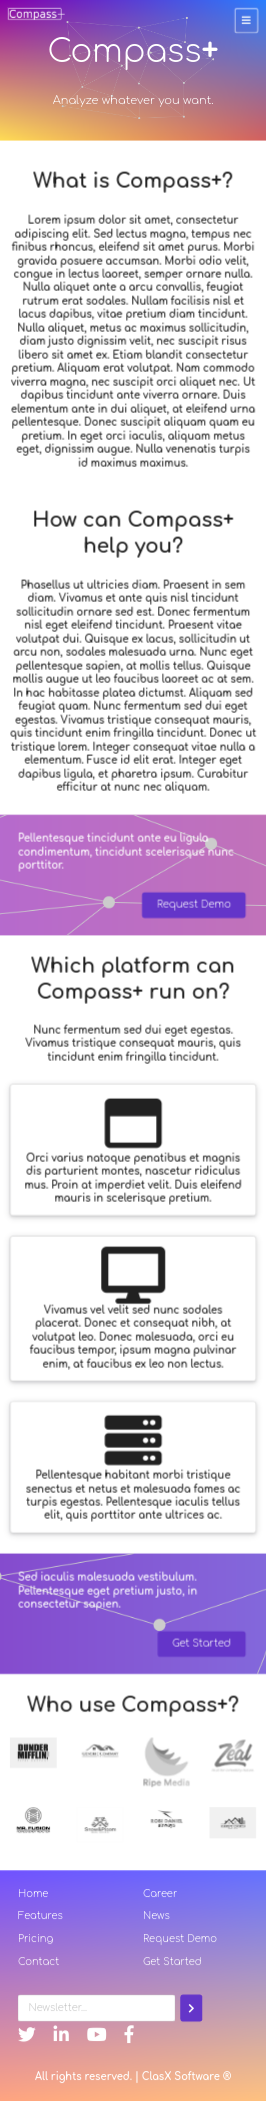 Compass+
Compass+
Analyze whatever you want.
What is Compass+?
Lorem ipsum dolor sit amet, consectetur
adipiscing elit. Sed lectus magna, tempus nec
finibus rhoncus, eleifend sit amet purus. Morbi
gravida posuere accumsan. Morbi odio velit,
congue in lectus laoreet, semper ornare nulla.
Nulla aliquet ante a arcu convallis, feugiat
rutrum erat sodales. Nullam facilisis nisl et
lacus dapibus, vitae pretium diam tincidunt.
Nulla aliquet, metus ac maximus sollicitudin,
diam justo dignissim velit, nec suscipit risus
libero sit amet ex. Etiam blandit consectetur
pretium. Aliquam erat volutpat. Nam commodo
viverra magna, nec suscipit orci aliquet nec. Ut
dapibus tincidunt ante viverra ornare. Duis
elementum ante in dui aliquet, at eleifend urna
pellentesque. Donec suscipit aliquam quam eu
pretium. In eget orci iaculis, aliquam metus
eget, dignissim augue. Nulla venenatis turpis
id maximus maximus.
How can Compass+
help you?
Phasellus ut ultricies diam. Praesent in sem
diam. Vivamus et ante quis nisl tincidunt
sollicitudin ornare sed est. Donec fermentum
nisl eget eleifend tincidunt. Praesent vitae
volutpat dui. Quisque ex lacus, sollicitudin ut
arcu non, sodales malesuada urna. Nunc eget
pellentesque sapien, at mollis tellus. Quisque
mollis augue ut leo faucibus laoreet ac at sem.
In hac habitasse platea dictumst. Aliquam sed
feugiat quam. Nunc fermentum sed dui eget
egestas. Vivamus tristique consequat mauris,
quis tincidunt enim fringilla tincidunt. Donec ut
tristique lorem. Integer consequat vitae nulla a
elementum. Fusce id elit erat. Integer eget
dapibus ligula, et pharetra ipsum. Curabitur
efficitur at nunc nec aliquam.
Pellentesque tincidunt ante eu ligula
condimentum, tincidunt scelerisque nunc
porttitor.
Request Demo
Which platform can
Compass+ run on?
Nunc fermentum sed dui eget egestas.
Vivamus tristique consequat mauris, quis
tincidunt enim fringilla tincidunt.
Orci varius natoque penatibus et magnis
dis parturient montes, nascetur ridiculus
mus. Proin at imperdiet velit. Duis eleifend
mauris in scelerisque pretium.
Vivamus vel velit sed nunc sodales
placerat. Donec et consequat nibh, at
volutpat leo. Donec malesuada, orci eu
faucibus tempor, ipsum magna pulvinar
enim, at faucibus ex leo non lectus.
Pellentesque habitant morbi tristique
senectus et netus et malesuada fames ac
turpis egestas. Pellentesque iaculis tellus
elit, quis porttitor ante ultrices ac.
Sed iaculis malesuada vestibulum.
Pellentesque eget pretium justo, in
consectetur sapien.
Get Started
Who use Compass+?
DUNDER
MIFFLIN
Ripe Media
Zeal
MR. FUSION
Home
Career
Features
News
Pricing
Request Demo
Contact
Get Started
Newsletter...
All rights reserved. | ClasX Software ®